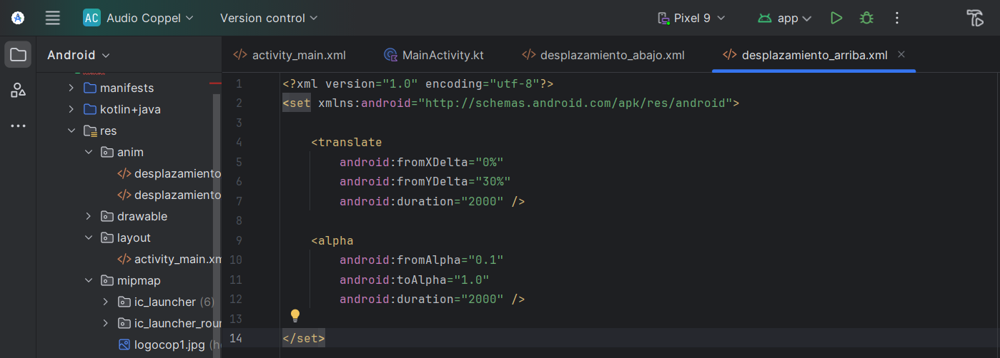 AC Audio Coppel Version control Pixel 9 app
Android
activity_main.xml MainActivity.kt desplazamiento_abajo.xml desplazamiento_arriba.xml
manifests
kotlin+java
res
anim
desplazamiento
desplazamiento
drawable
layout
activity_main.xm
mipmap
ic_launcher (6)
ic_launcher_roun
logocop1.jpg (h
1 <?xml version="1.0" encoding="utf-8"?>
2 <set xmlns:android="http://schemas.android.com/apk/res/android">
3
4 <translate
5 android:fromXDelta="0%"
6 android:fromYDelta="30%"
7 android:duration="2000" />
8
9 <alpha
10 android:fromAlpha="0.1"
11 android:toAlpha="1.0"
12 android:duration="2000" />
13
14 </set>